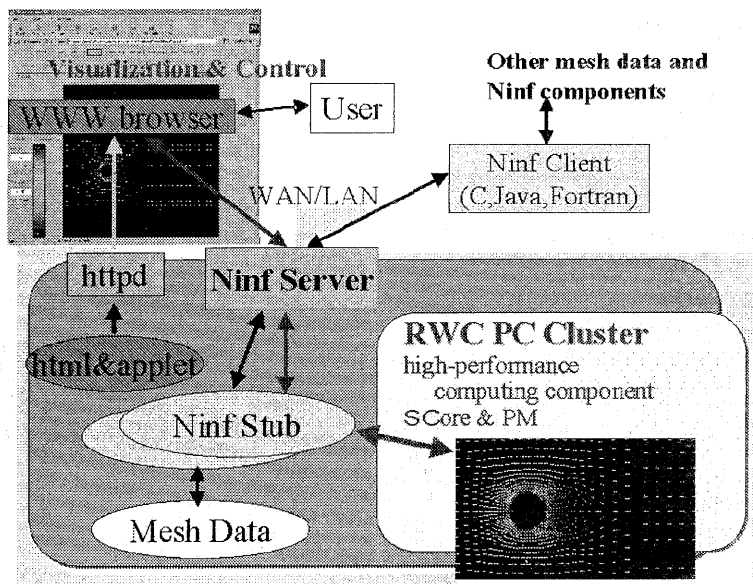 Visualization & Control
WWW browser
User
Other mesh data and
Ninf components
Ninf Client
(C,Java,Fortran)
WAN/LAN
httpd
Ninf Server
html&applet
Ninf Stub
Mesh Data
RWC PC Cluster
high-performance
computing component
SCore & PM